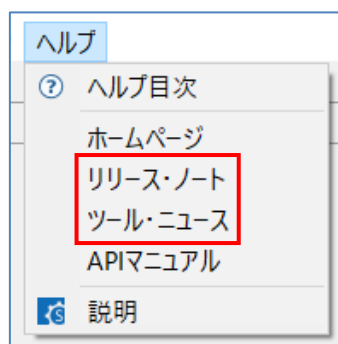 ヘルプ
ヘルプ目次
ホームページ
リリース・ノート
ツール・ニュース
APIマニュアル
説明